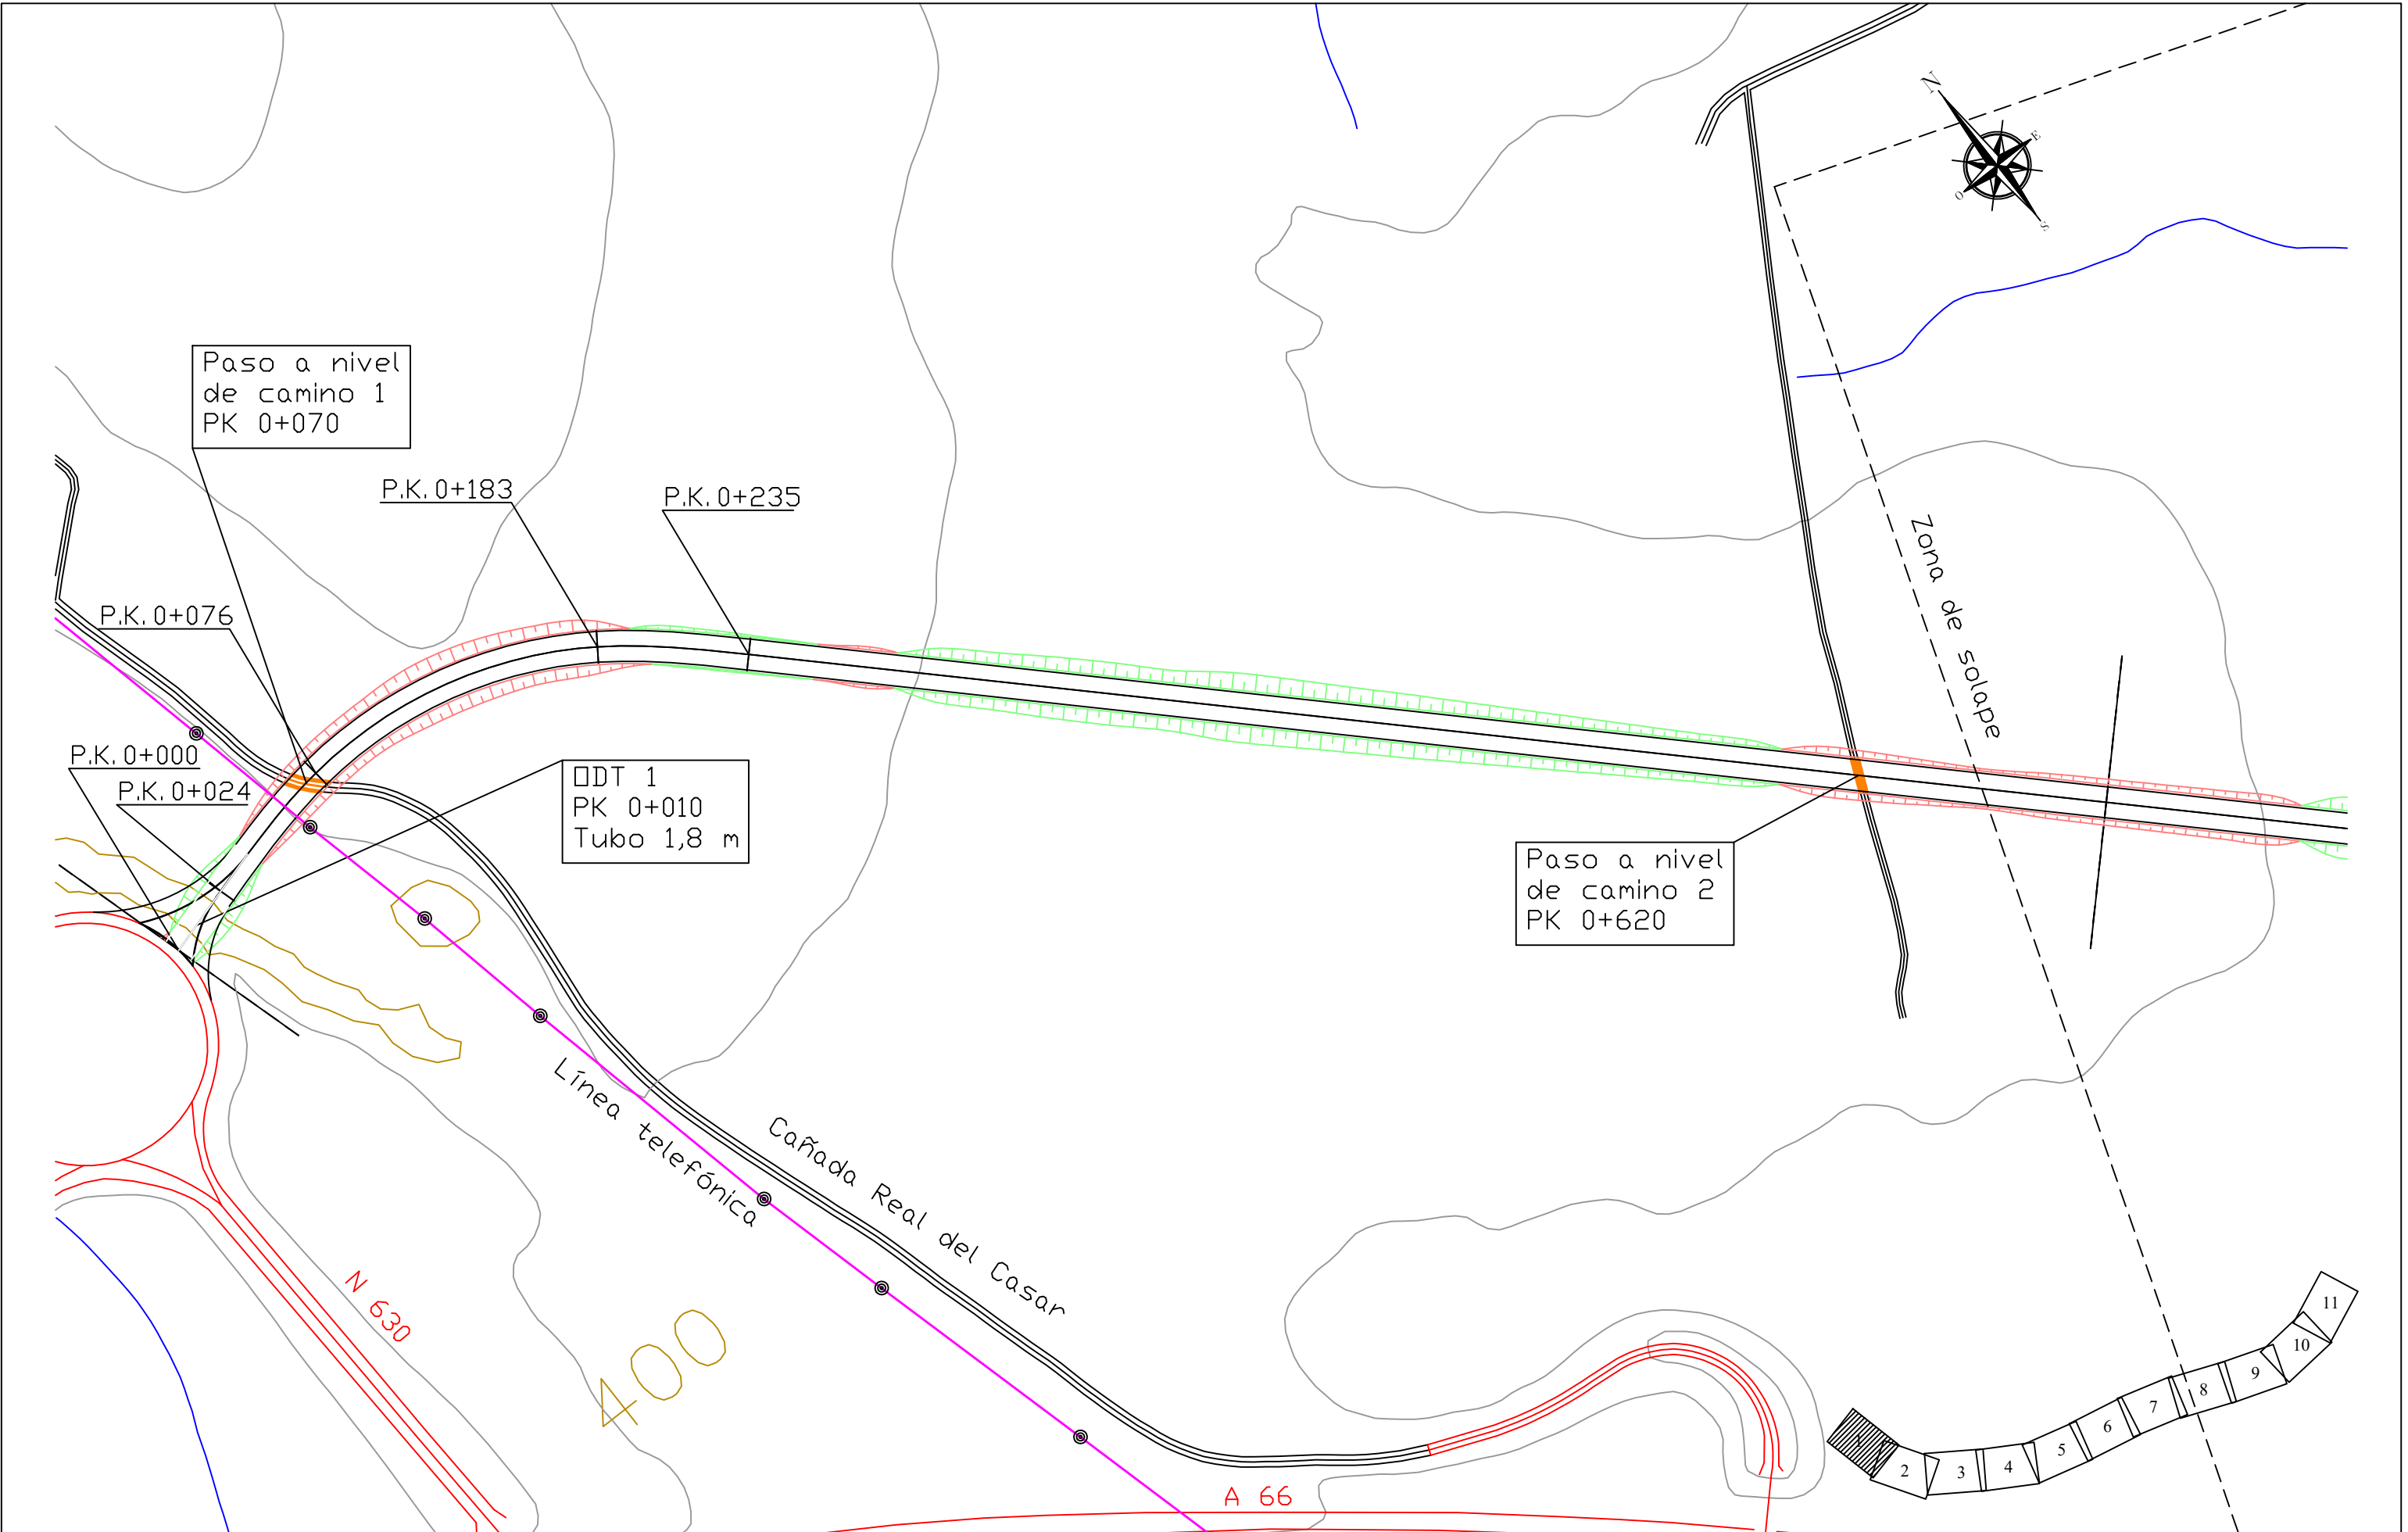 N
E
O
S
Paso a nivel
de camino 1
PK 0+070
P.K. 0+183
P.K. 0+235
P.K. 0+076
P.K. 0+000
P.K. 0+024
ODT 1
PK 0+010
Tubo 1,8 m
Zona de solape
Paso a nivel
de camino 2
PK 0+620
Línea telefónica
Cañada Real del Casar
N 630
400
A 66
1
2
3
4
5
6
7
8
9
10
11